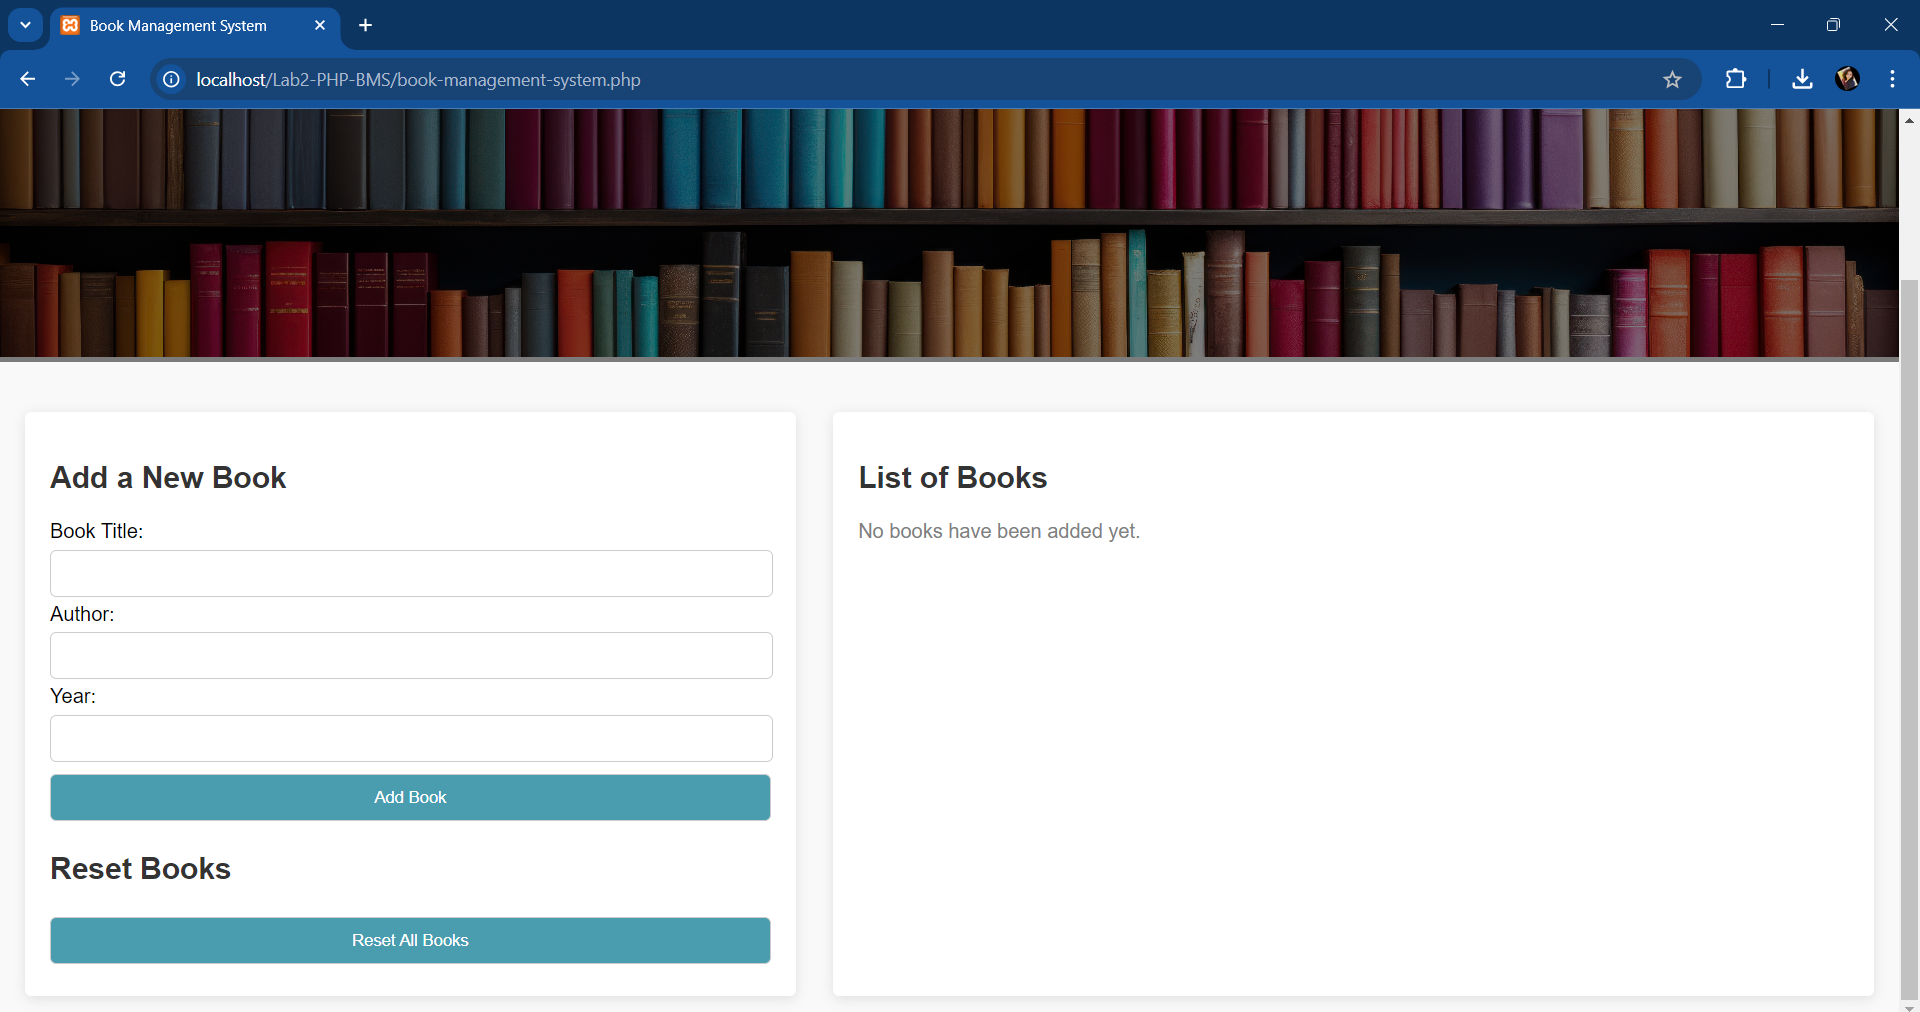 Book Management System
localhost/Lab2-PHP-BMS/book-management-system.php
Add a New Book
Book Title:
Author:
Year:
Add Book
Reset Books
Reset All Books
List of Books
No books have been added yet.